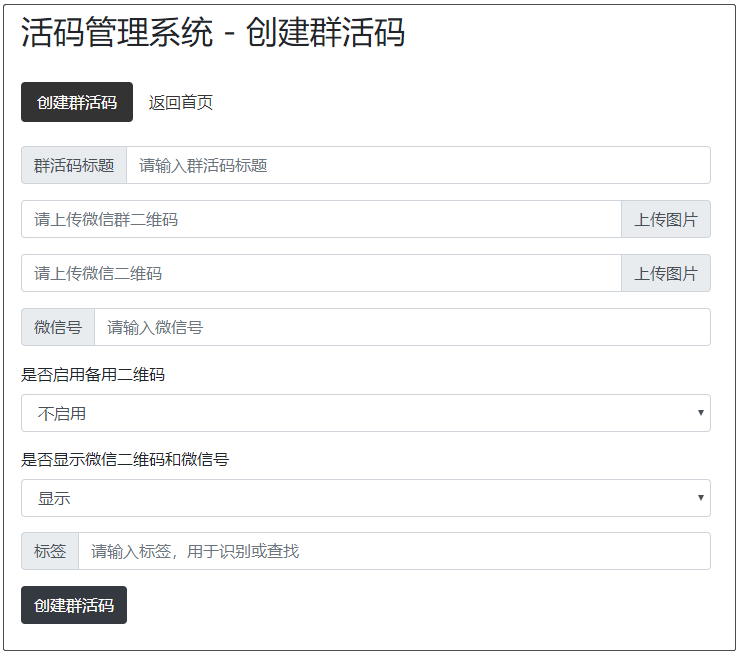 活码管理系统 - 创建群活码
创建群活码 返回首页
群活码标题 请输入群活码标题
请上传微信群二维码 上传图片
请上传微信二维码 上传图片
微信号 请输入微信号
是否启用备用二维码
不启用
是否显示微信二维码和微信号
显示
标签 请输入标签，用于识别或查找
创建群活码